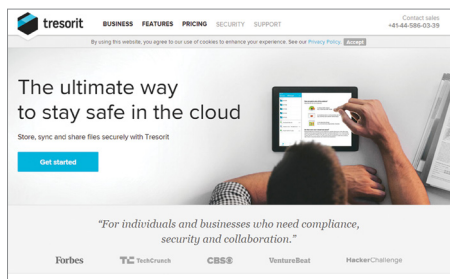 tresorit
BUSINESS FEATURES PRICING SECURITY SUPPORT
Contact sales
+41-44-586-03-39
By using this website, you agree to our use of cookies to enhance your experience. See our Privacy Policy. Accept
The ultimate way
to stay safe in the cloud
Store, sync and share files securely with Tresorit
Get started
“For individuals and businesses who need compliance,
security and collaboration.”
Forbes TC TechCrunch CBS VentureBeat HackerChallenge